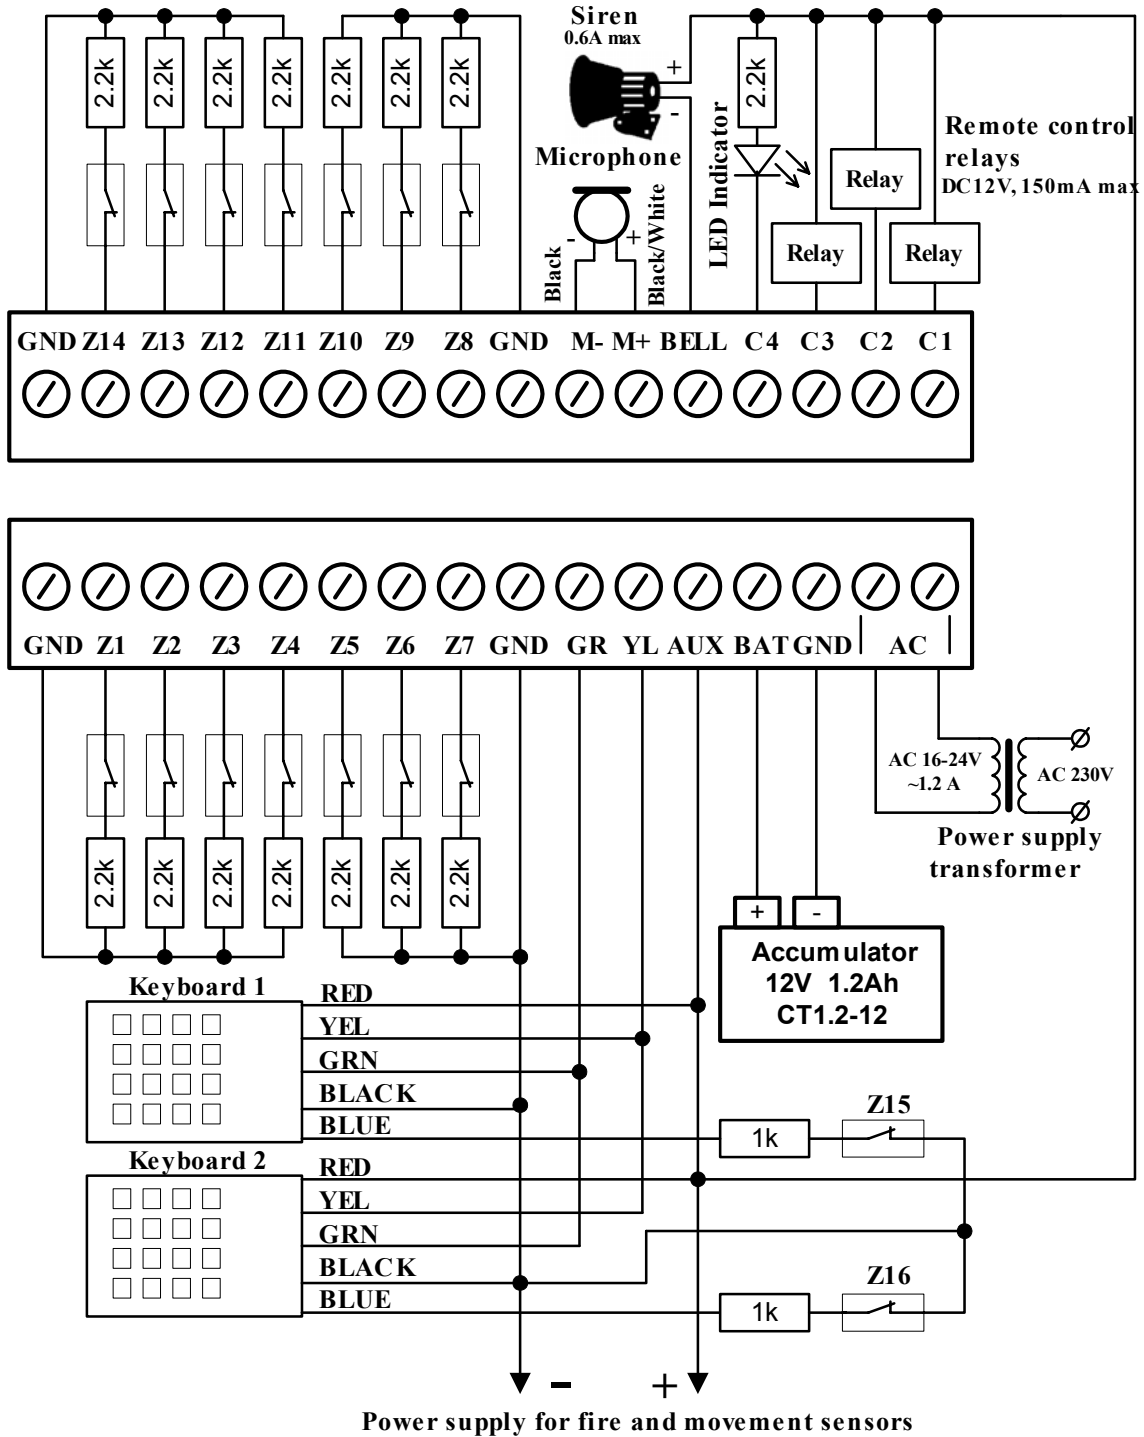 Siren
0.6A max
2.2k 2.2k 2.2k 2.2k 2.2k 2.2k 2.2k
+
-
2.2k
LED Indicator
Microphone
-
+
Black
Black/White
Relay
Relay
Relay
Remote control
relays
DC12V, 150mA max
GND Z14 Z13 Z12 Z11 Z10 Z9 Z8 GND M- M+ BELL C4 C3 C2 C1
GND Z1 Z2 Z3 Z4 Z5 Z6 Z7 GND GR YL AUX BAT GND AC
AC 16-24V
~1.2 A
AC 230V
Power supply
transformer
2.2k 2.2k 2.2k 2.2k 2.2k 2.2k 2.2k
+ -
Accumulator
12V 1.2Ah
CT1.2-12
Keyboard 1
RED
YEL
GRN
BLACK
BLUE
1k
Z15
Keyboard 2
RED
YEL
GRN
BLACK
BLUE
1k
Z16
- +
Power supply for fire and movement sensors